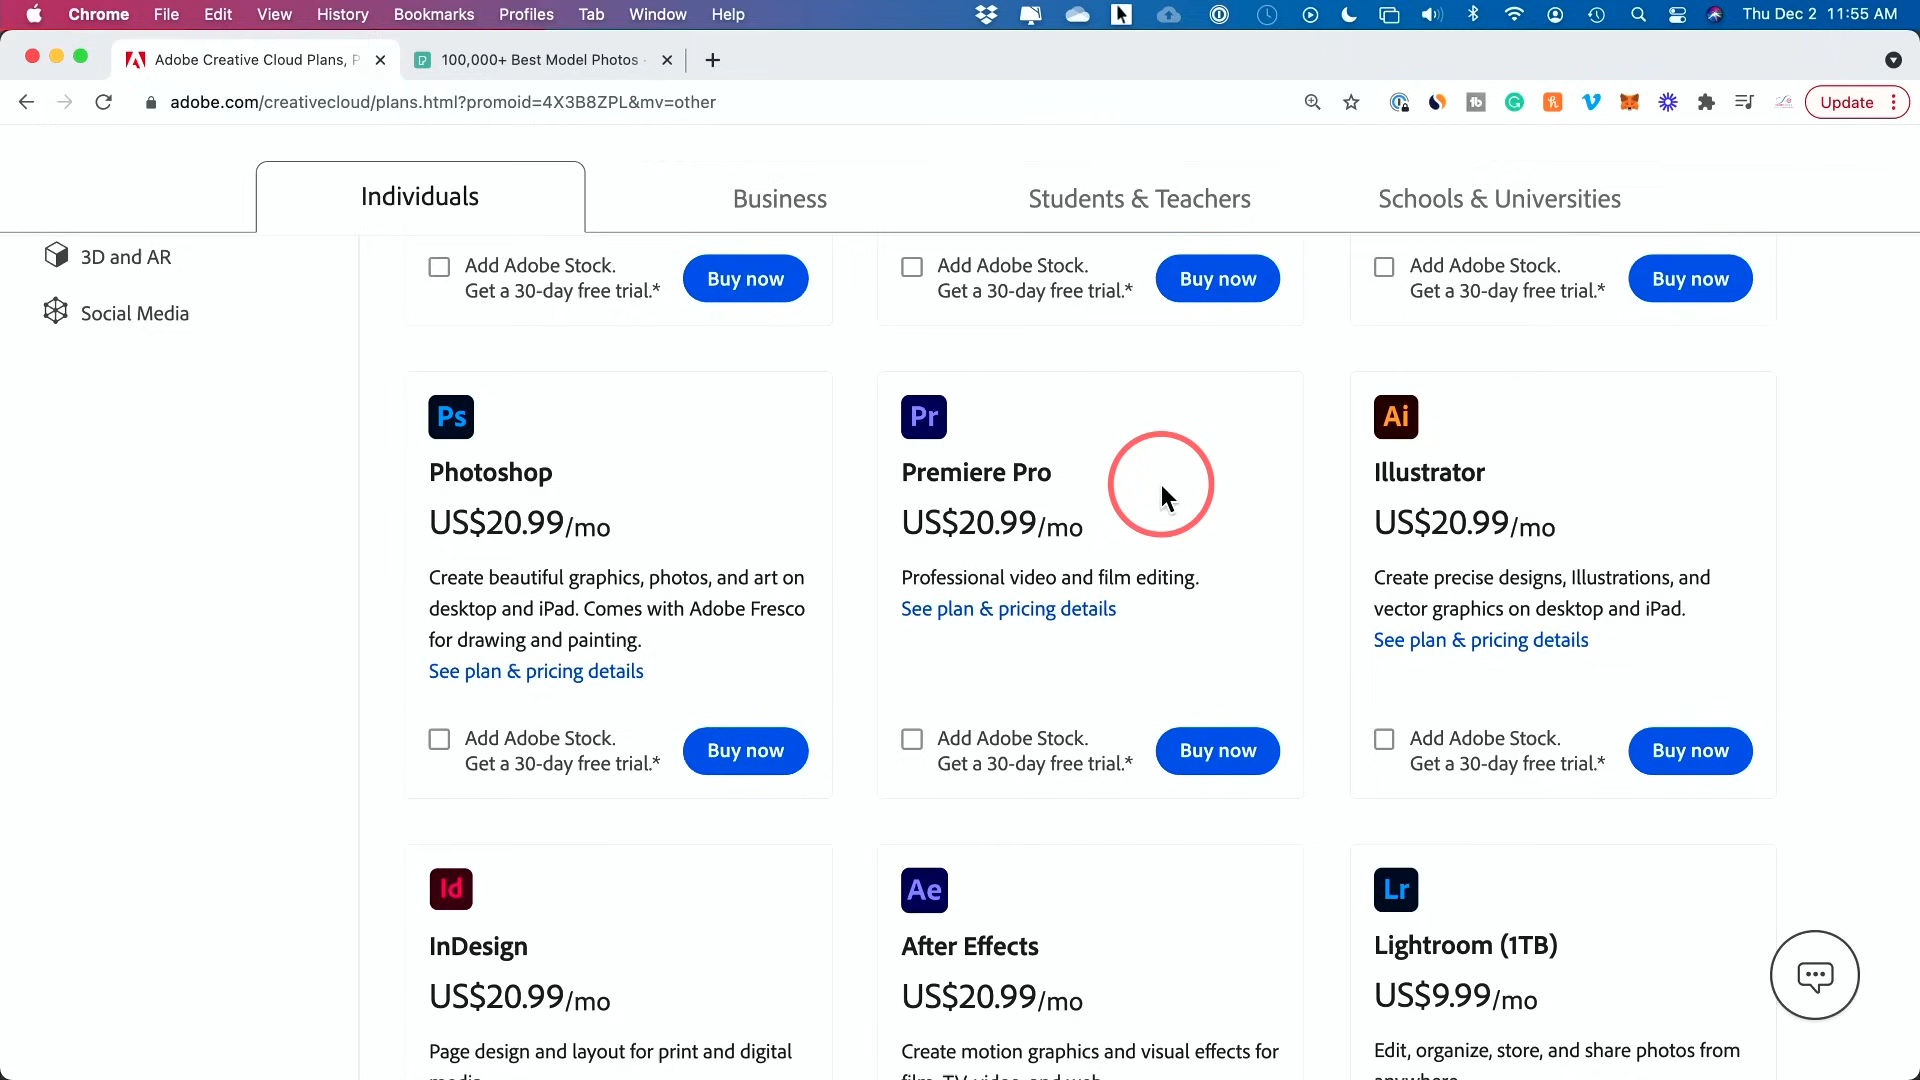 Chrome File Edit View History Bookmarks Profiles Tab Window Help Thu Dec 2 11:55 AM
Adobe Creative Cloud Plans, P 100,000+ Best Model Photos
adobe.com/creativecloud/plans.html?promoid=4X3B8ZPL&mv=other Update
Individuals Business Students & Teachers Schools & Universities
3D and AR
Social Media
Add Adobe Stock.
Get a 30-day free trial.*
Buy now
Add Adobe Stock.
Get a 30-day free trial.*
Buy now
Add Adobe Stock.
Get a 30-day free trial.*
Buy now
Ps
Photoshop
US$20.99/mo
Create beautiful graphics, photos, and art on
desktop and iPad. Comes with Adobe Fresco
for drawing and painting.
See plan & pricing details
Add Adobe Stock.
Get a 30-day free trial.*
Buy now
Pr
Premiere Pro
US$20.99/mo
Professional video and film editing.
See plan & pricing details
Add Adobe Stock.
Get a 30-day free trial.*
Buy now
Ai
Illustrator
US$20.99/mo
Create precise designs, Illustrations, and
vector graphics on desktop and iPad.
See plan & pricing details
Add Adobe Stock.
Get a 30-day free trial.*
Buy now
Id
InDesign
US$20.99/mo
Page design and layout for print and digital
Ae
After Effects
US$20.99/mo
Create motion graphics and visual effects for
Lr
Lightroom (1TB)
US$9.99/mo
Edit, organize, store, and share photos from